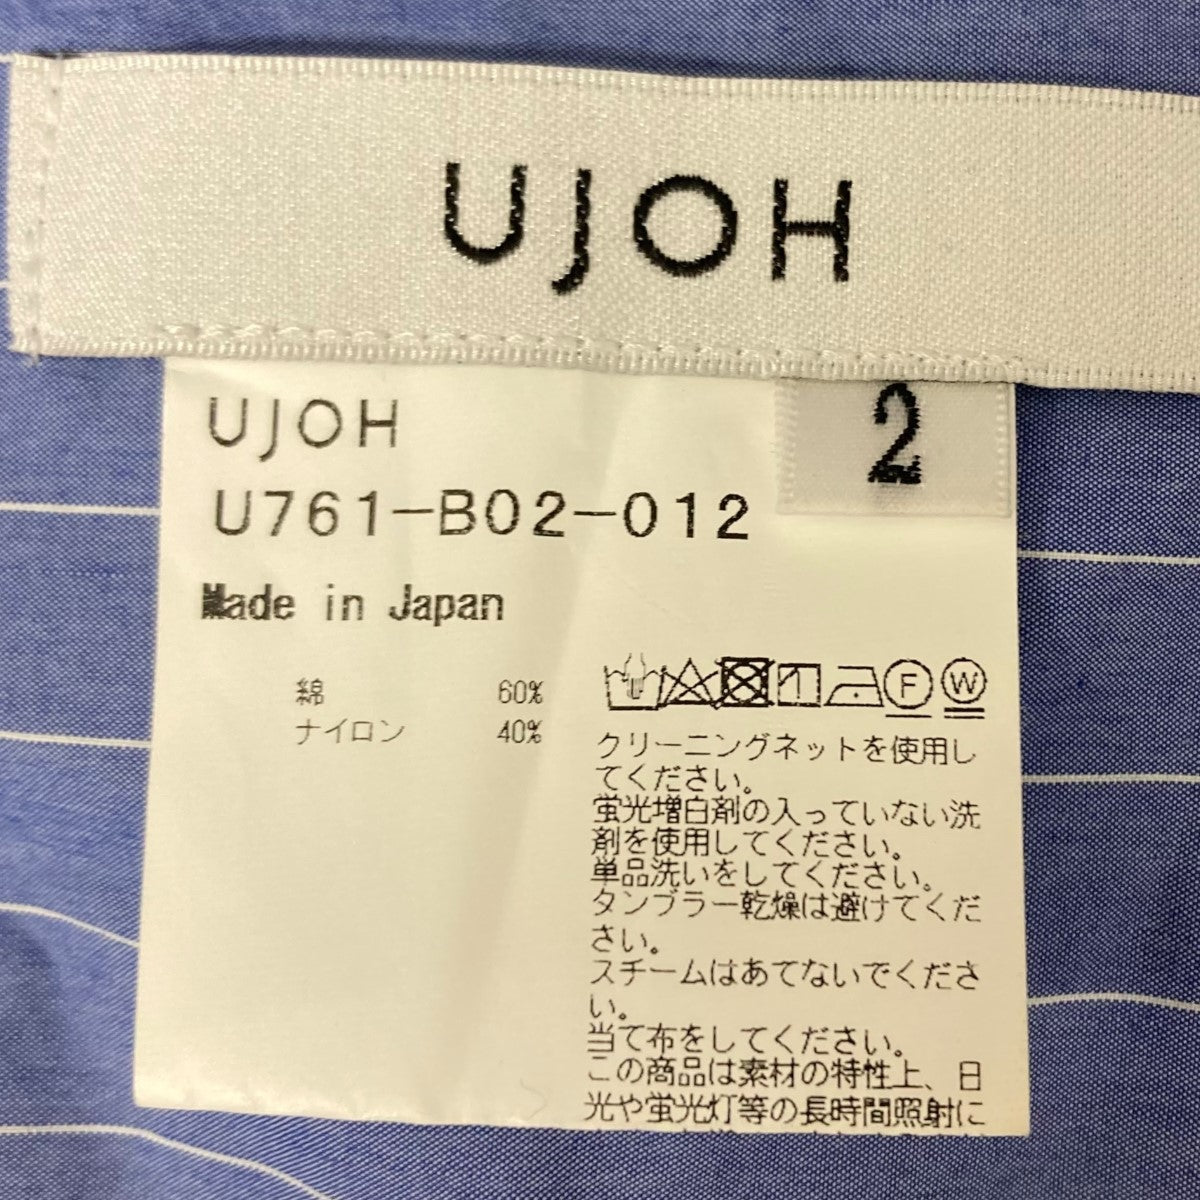 UJOH
2
UJOH
U761-B02-012
Made in Japan
綿 60%
ナイロン 40%
F W
クリーニングネットを使用し
てください。
蛍光増白剤の入っていない洗
剤を使用してください。
単品洗いをしてください。
タンブラー乾燥は避けてくだ
さい。
スチームはあてないでくださ
い。
当て布をしてください。
この商品は素材の特性上、日
光や蛍光灯等の長時間照射に